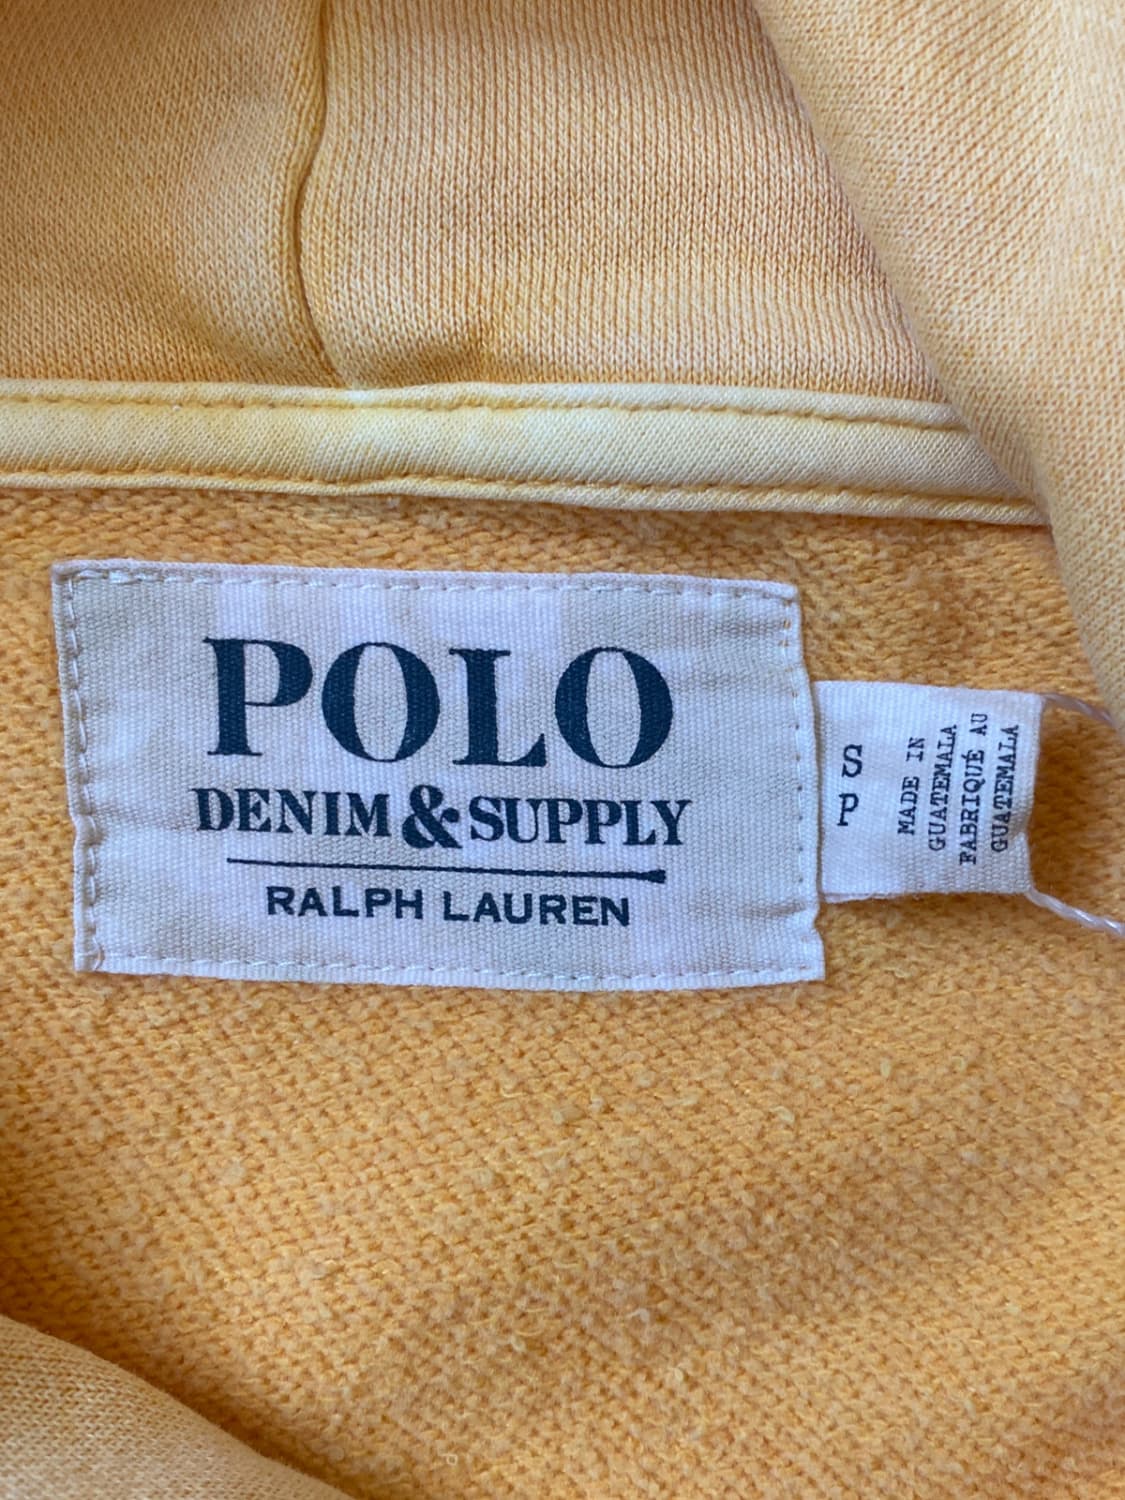 POLO
DENIM & SUPPLY
RALPH LAUREN
S
P
MADE IN
GUATEMALA
FABRIQUÉ AU
GUATEMALA